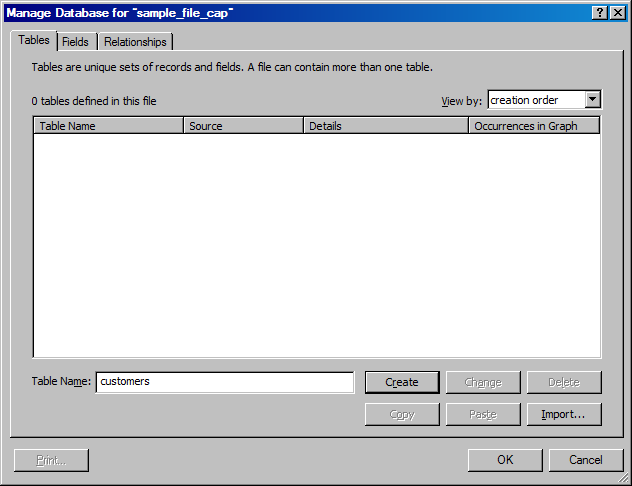 Manage Database for "sample_file_cap"
Tables Fields Relationships
Tables are unique sets of records and fields. A file can contain more than one table.
0 tables defined in this file View by: creation order
Table Name Source Details Occurrences in Graph
Table Name: customers Create Change Delete
Copy Paste Import...
Print... OK Cancel